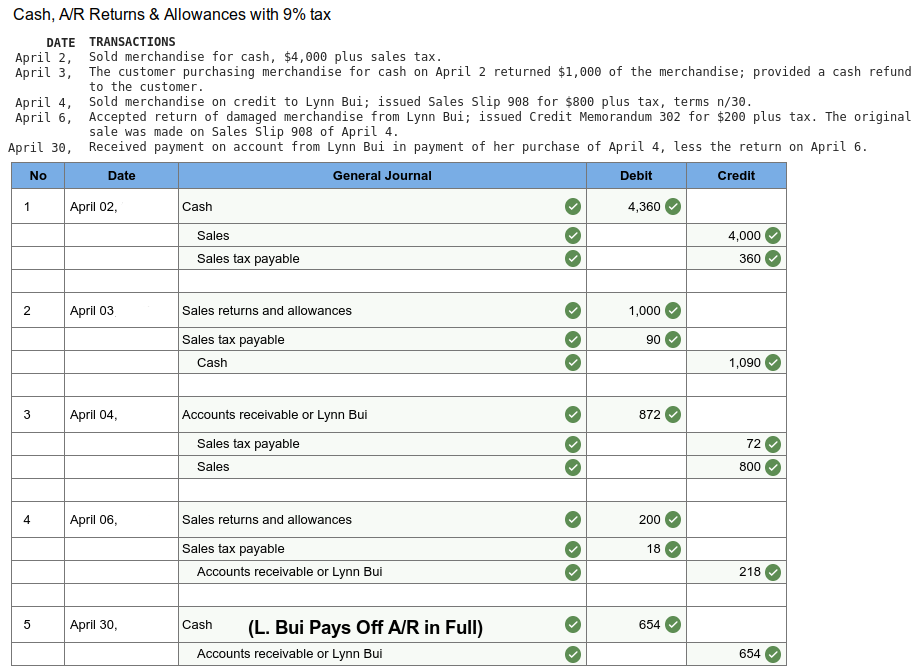 Cash, A/R Returns & Allowances with 9% tax
DATE TRANSACTIONS
April 2, Sold merchandise for cash, $4,000 plus sales tax.
April 3, The customer purchasing merchandise for cash on April 2 returned $1,000 of the merchandise; provided a cash refund
to the customer.
April 4, Sold merchandise on credit to Lynn Bui; issued Sales Slip 908 for $800 plus tax, terms n/30.
April 6, Accepted return of damaged merchandise from Lynn Bui; issued Credit Memorandum 302 for $200 plus tax. The original
sale was made on Sales Slip 908 of April 4.
April 30, Received payment on account from Lynn Bui in payment of her purchase of April 4, less the return on April 6.
No Date General Journal Debit Credit
1 April 02, Cash 4,360
Sales 4,000
Sales tax payable 360
2 April 03 Sales returns and allowances 1,000
Sales tax payable 90
Cash 1,090
3 April 04, Accounts receivable or Lynn Bui 872
Sales tax payable 72
Sales 800
4 April 06, Sales returns and allowances 200
Sales tax payable 18
Accounts receivable or Lynn Bui 218
5 April 30, Cash (L. Bui Pays Off A/R in Full) 654
Accounts receivable or Lynn Bui 654